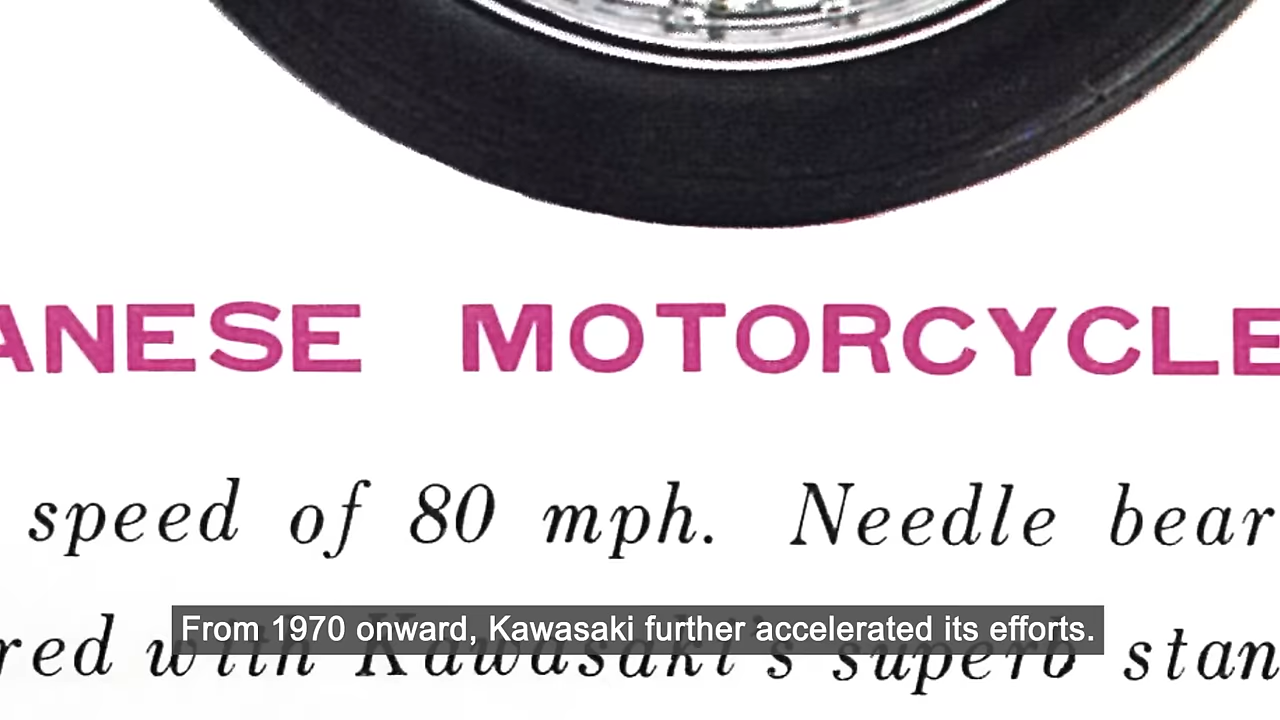 ANESE MOTORCYCLE
speed of 80 mph. Needle bear
red with Kawasaki's superb stan
From 1970 onward, Kawasaki further accelerated its efforts.